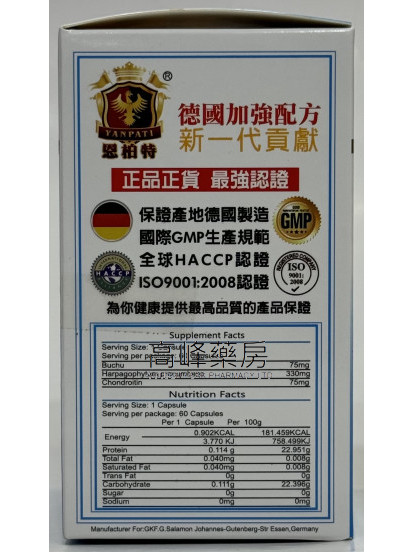 ®
YANPATI
恩柏特
德國加強配方
新一代貢獻
正品正貨 最強認證
保證產地德國製造
國際GMP生產規範
全球HACCP認證
ISO9001:2008認證
GMP
HACCP
ISO
9001:
2008
為你健康提供最高品質的產品保證
Supplement Facts
Serving Size: 1
Serving per
高峰藥房
PHARMACY LTD
Buchu 75mg
Harpagophytum procumbens 330mg
Chondroitin 75mg
Nutrition Facts
Serving Size: 1 Capsule
Serving per package: 60 Capsules
Per 1 Capsule Per 100g
Energy 0.902KCAL 181.459KCAL
3.770 KJ 758.499KJ
Protein 0.114 g 22.951g
Total Fat 0.040mg 0.008g
Saturated Fat 0.040mg 0.008g
Trans Fat 0g 0g
Carbohydrate 0.111g 22.396g
Sugar 0g 0g
Sodium 0mg 0mg
Manufacturer For:GKF.G.Salamon Johannes-Gutenberg-Str Essen,Germany